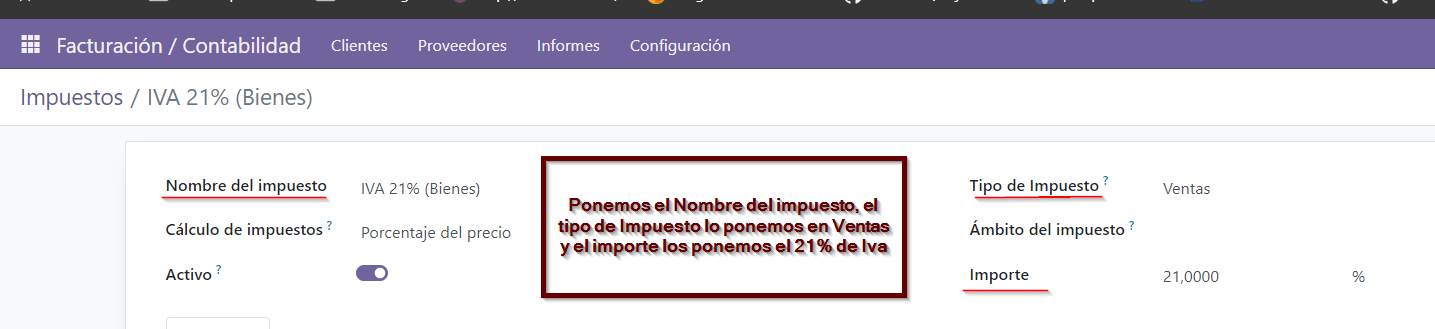 Facturación / Contabilidad Clientes Proveedores Informes Configuración
Impuestos / IVA 21% (Bienes)
Nombre del impuesto IVA 21% (Bienes)
Cálculo de impuestos ? Porcentaje del precio
Activo ?
Ponemos el Nombre del impuesto, el
tipo de Impuesto lo ponemos en Ventas
y el importe los ponemos el 21% de Iva
Tipo de Impuesto ? Ventas
Ámbito del impuesto ?
Importe 21,0000 %